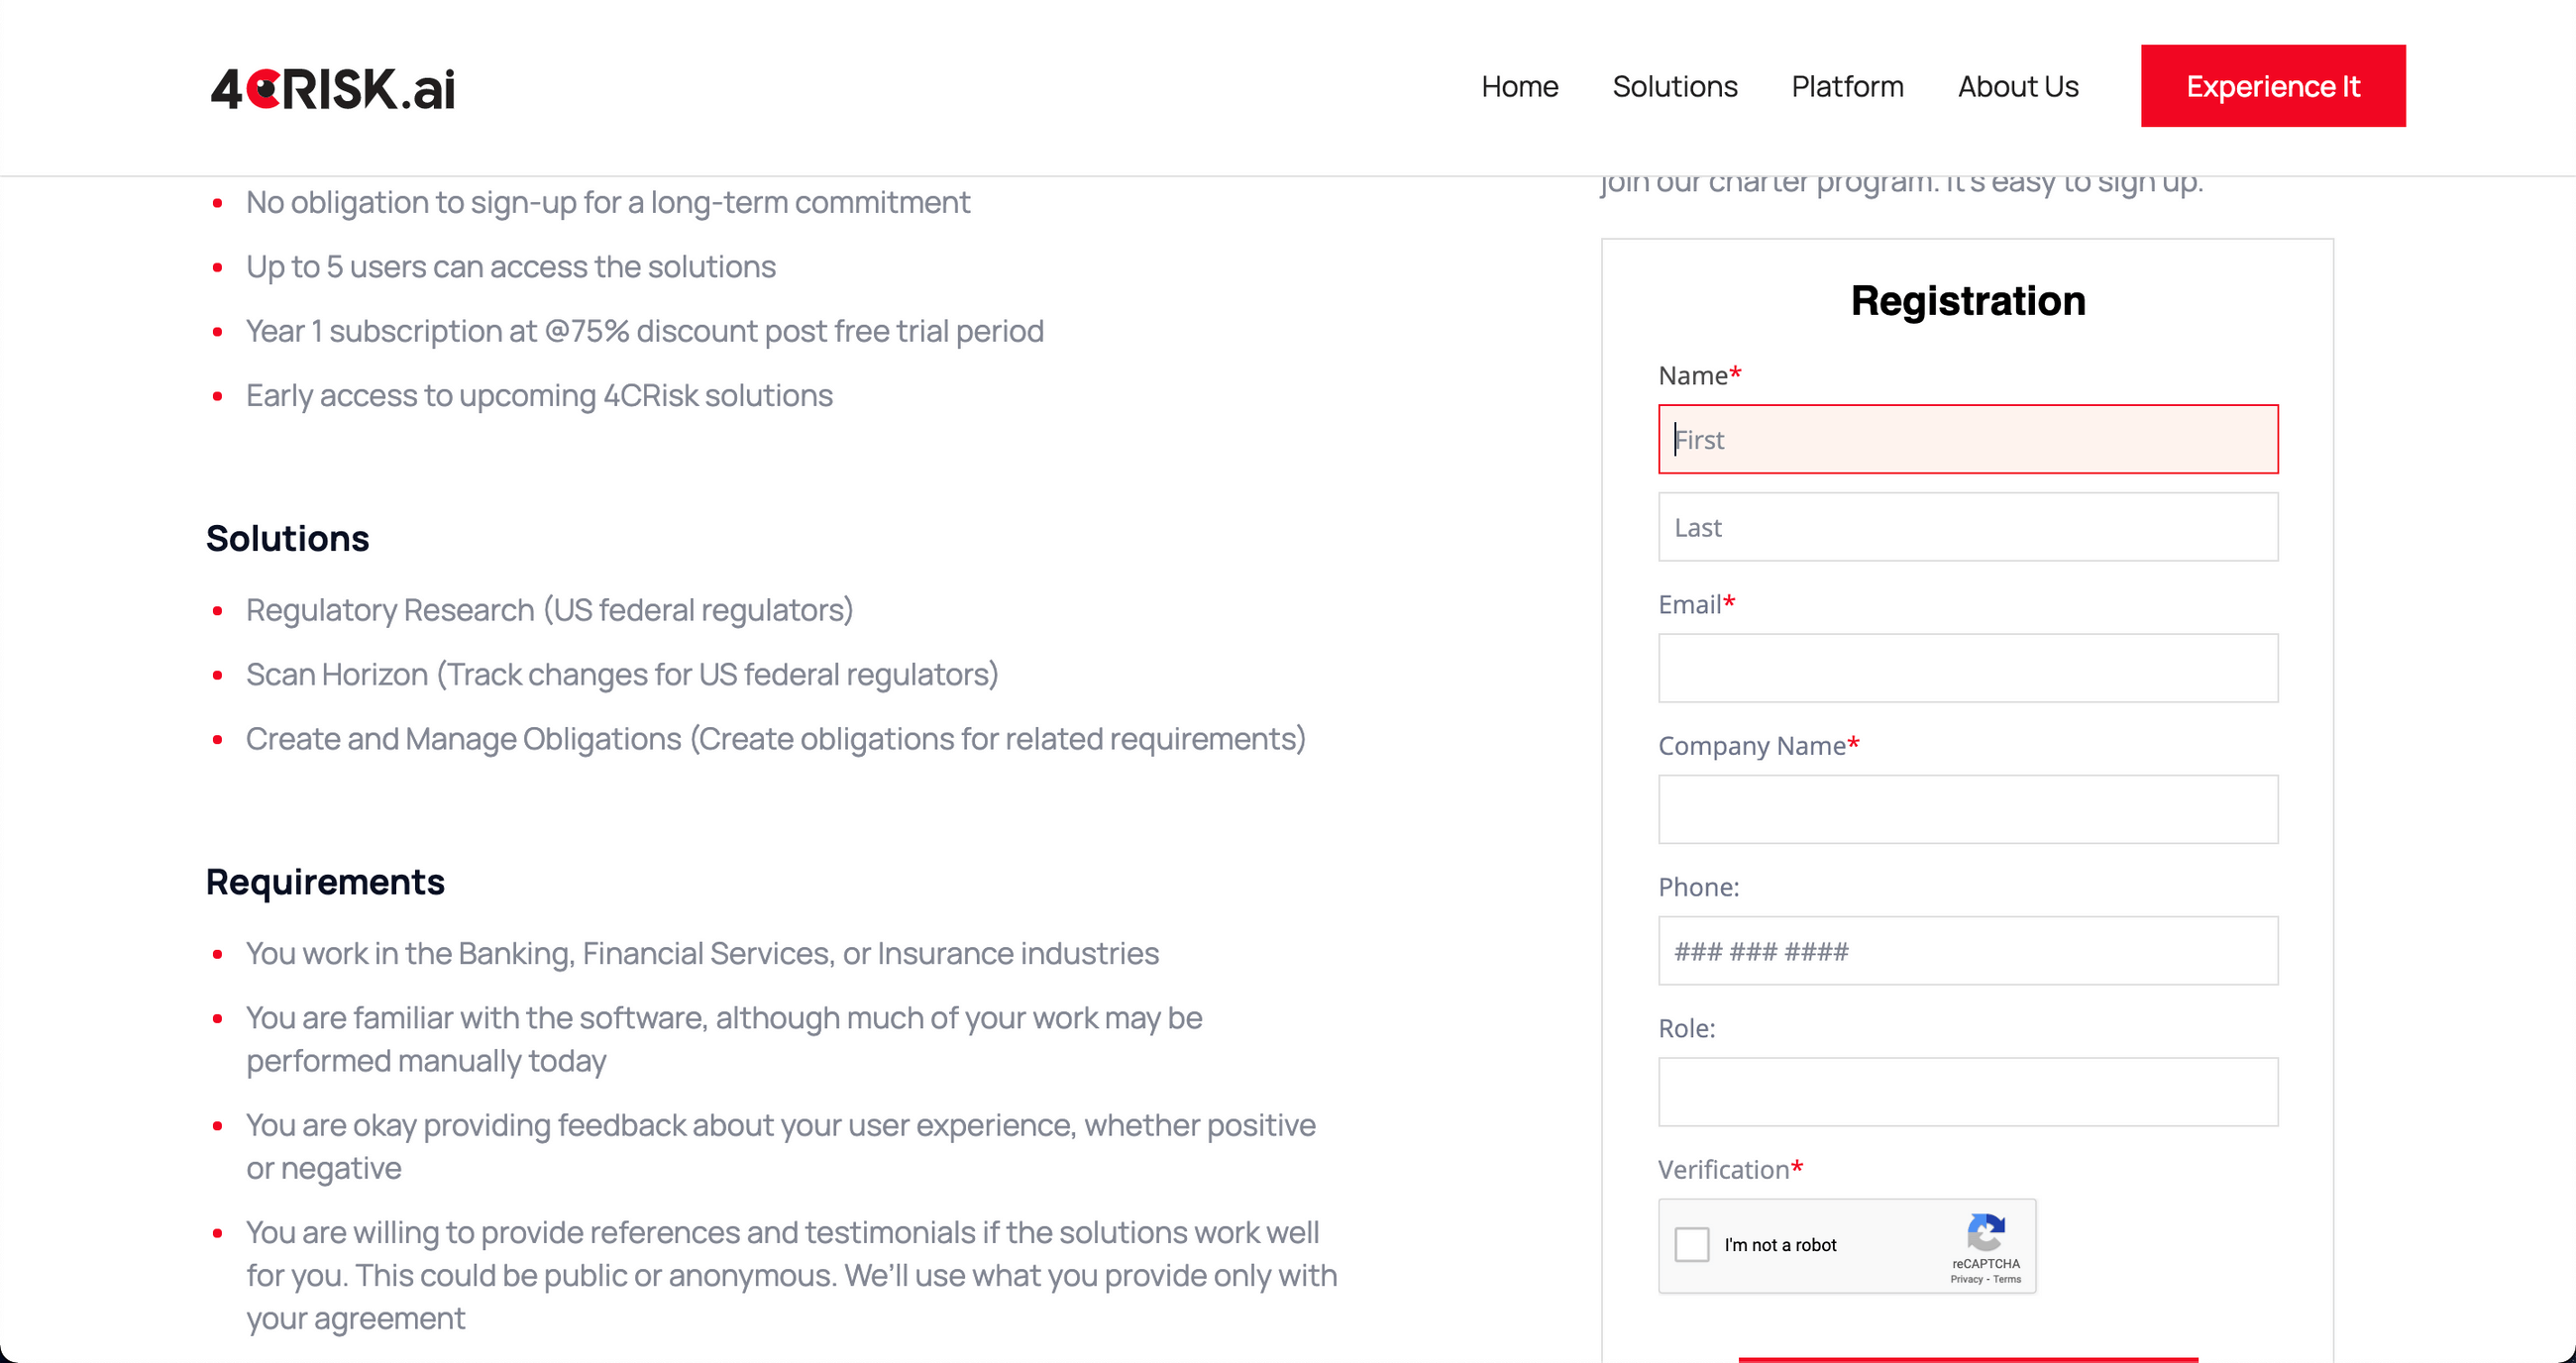 4CRISK.ai
Home
Solutions
Platform
About Us
Experience It
No obligation to sign-up for a long-term commitment
Up to 5 users can access the solutions
Year 1 subscription at @75% discount post free trial period
Early access to upcoming 4CRisk solutions
Solutions
Regulatory Research (US federal regulators)
Scan Horizon (Track changes for US federal regulators)
Create and Manage Obligations (Create obligations for related requirements)
Requirements
You work in the Banking, Financial Services, or Insurance industries
You are familiar with the software, although much of your work may be
performed manually today
You are okay providing feedback about your user experience, whether positive
or negative
You are willing to provide references and testimonials if the solutions work well
for you. This could be public or anonymous. We’ll use what you provide only with
your agreement
join our charter program. It's easy to sign up.
Registration
Name*
First
Last
Email*
Company Name*
Phone:
### ### ####
Role:
Verification*
I'm not a robot
reCAPTCHA
Privacy - Terms